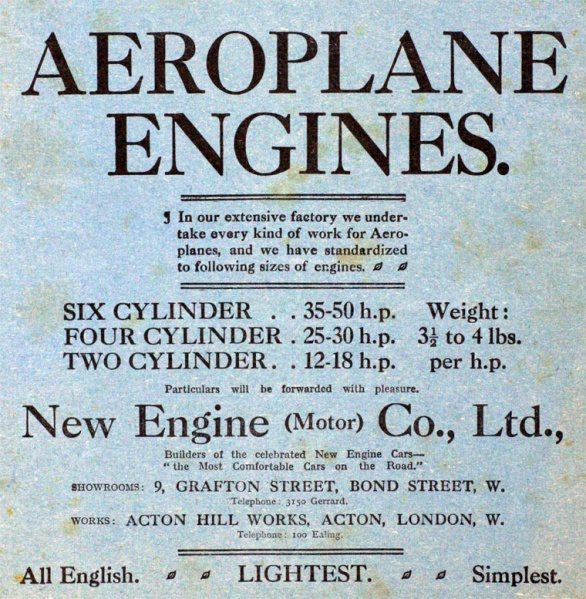 AEROPLANE
ENGINES.
¶ In our extensive factory we under-
take every kind of work for Aero-
planes, and we have standardized
to following sizes of engines.
SIX CYLINDER . . 35-50 h.p. Weight:
FOUR CYLINDER . 25-30 h.p. 3½ to 4 lbs.
TWO CYLINDER. . 12-18 h.p. per h.p.
Particulars will be forwarded with pleasure.
New Engine (Motor) Co., Ltd.,
Builders of the celebrated New Engine Cars—
"the Most Comfortable Cars on the Road."
SHOWROOMS: 9, GRAFTON STREET, BOND STREET, W.
Telephone: 3150 Gerrard.
WORKS: ACTON HILL WORKS, ACTON, LONDON, W.
Telephone: 100 Ealing.
All English. LIGHTEST. Simplest.